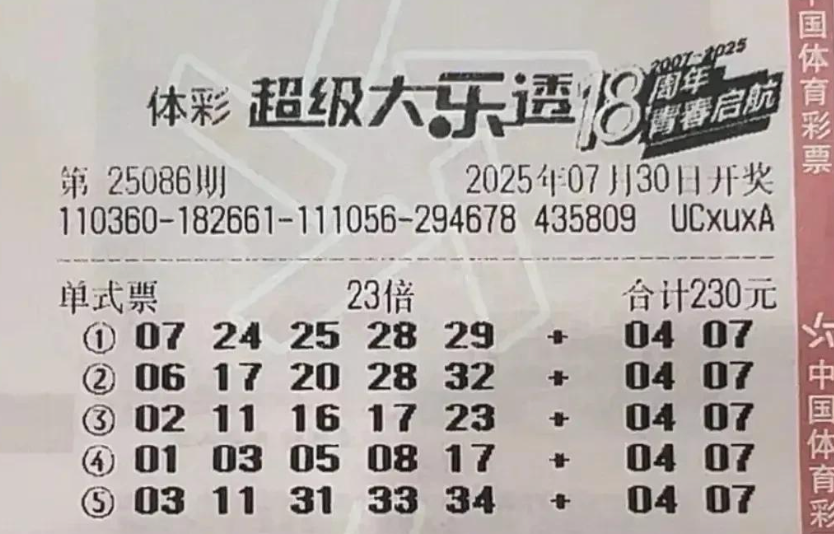 体彩 超级大乐透 18 2007-2025
周年
青春启航
第 25086期 2025年07月30日开奖
110360-182661-111056-294678 435809 UCxuxA
单式票 23倍 合计230元
① 07 24 25 28 29 + 04 07
② 06 17 20 28 32 + 04 07
③ 02 11 16 17 23 + 04 07
④ 01 03 05 08 17 + 04 07
⑤ 03 11 31 33 34 + 04 07
中国体育彩票
中国体育彩